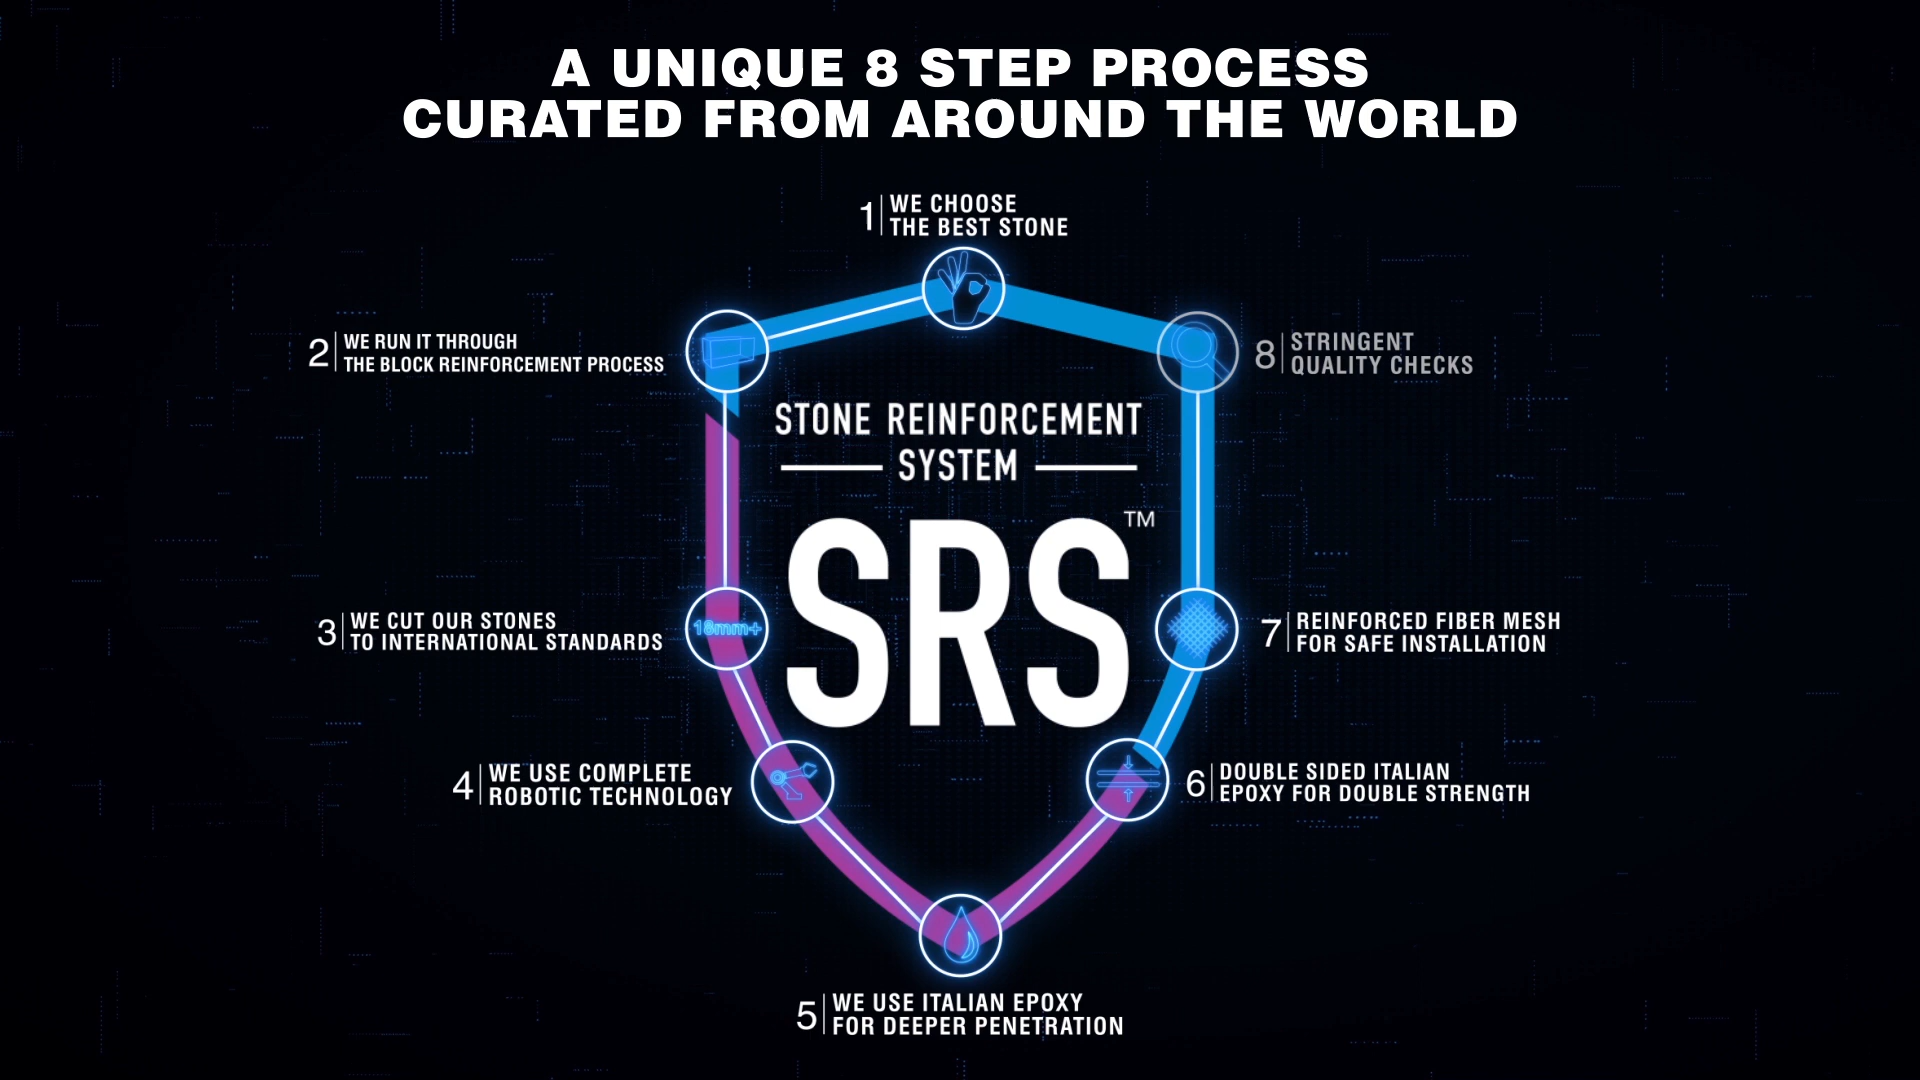 A UNIQUE 8 STEP PROCESS
CURATED FROM AROUND THE WORLD
1 WE CHOOSE
THE BEST STONE
2 WE RUN IT THROUGH
THE BLOCK REINFORCEMENT PROCESS
8 STRINGENT
QUALITY CHECKS
STONE REINFORCEMENT
SYSTEM
SRS™
3 WE CUT OUR STONES
TO INTERNATIONAL STANDARDS
18mm+
7 REINFORCED FIBER MESH
FOR SAFE INSTALLATION
4 WE USE COMPLETE
ROBOTIC TECHNOLOGY
6 DOUBLE SIDED ITALIAN
EPOXY FOR DOUBLE STRENGTH
5 WE USE ITALIAN EPOXY
FOR DEEPER PENETRATION